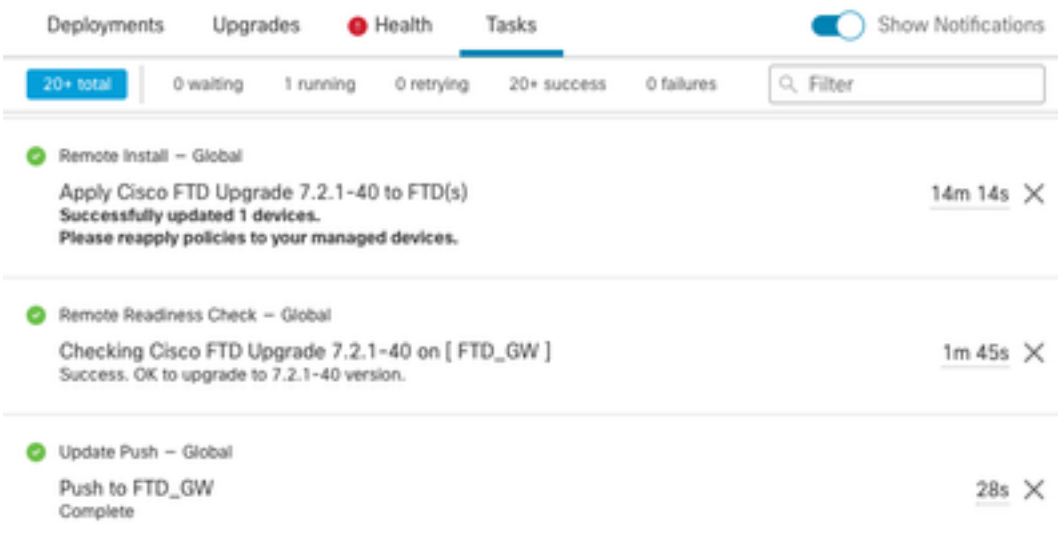 Deployments Upgrades Health Tasks Show Notifications
20+ total 0 waiting 1 running 0 retrying 20+ success 0 failures Filter
Remote Install – Global
Apply Cisco FTD Upgrade 7.2.1-40 to FTD(s) 14m 14s
Successfully updated 1 devices.
Please reapply policies to your managed devices.
Remote Readiness Check – Global
Checking Cisco FTD Upgrade 7.2.1-40 on [ FTD_GW ] 1m 45s
Success. OK to upgrade to 7.2.1-40 version.
Update Push – Global
Push to FTD_GW 28s
Complete